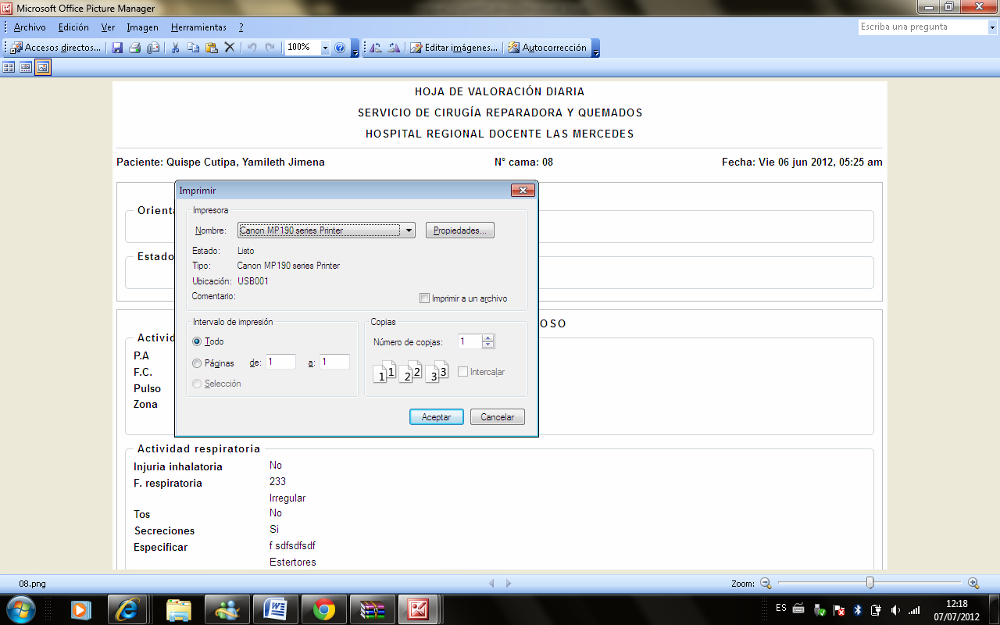 Microsoft Office Picture Manager
Archivo Edición Ver Imagen Herramientas ?
Escriba una pregunta
Accesos directos... 100% Editar imágenes... Autocorrección
HOJA DE VALORACIÓN DIARIA
SERVICIO DE CIRUGÍA REPARADORA Y QUEMADOS
HOSPITAL REGIONAL DOCENTE LAS MERCEDES
Paciente: Quispe Cutipa, Yamileth Jimena N° cama: 08 Fecha: Vie 06 jun 2012, 05:25 am
Imprimir
Impresora
Nombre: Canon MP190 series Printer Propiedades...
Estado: Listo
Tipo: Canon MP190 series Printer
Ubicación: USB001
Comentario:
Imprimir a un archivo
Intervalo de impresión
Todo
Páginas de: 1 a: 1
Selección
Copias
Número de copias: 1
1 1 2 2 3 3 Intercalar
Aceptar Cancelar
Estado
OSO
P.A
F.C.
Pulso
Zona
Actividad respiratoria
Injuria inhalatoria No
F. respiratoria 233
Irregular
Tos No
Secreciones Si
Especificar f sdfsdfsdf
Estertores
08.png
Zoom:
ES
12:18
07/07/2012